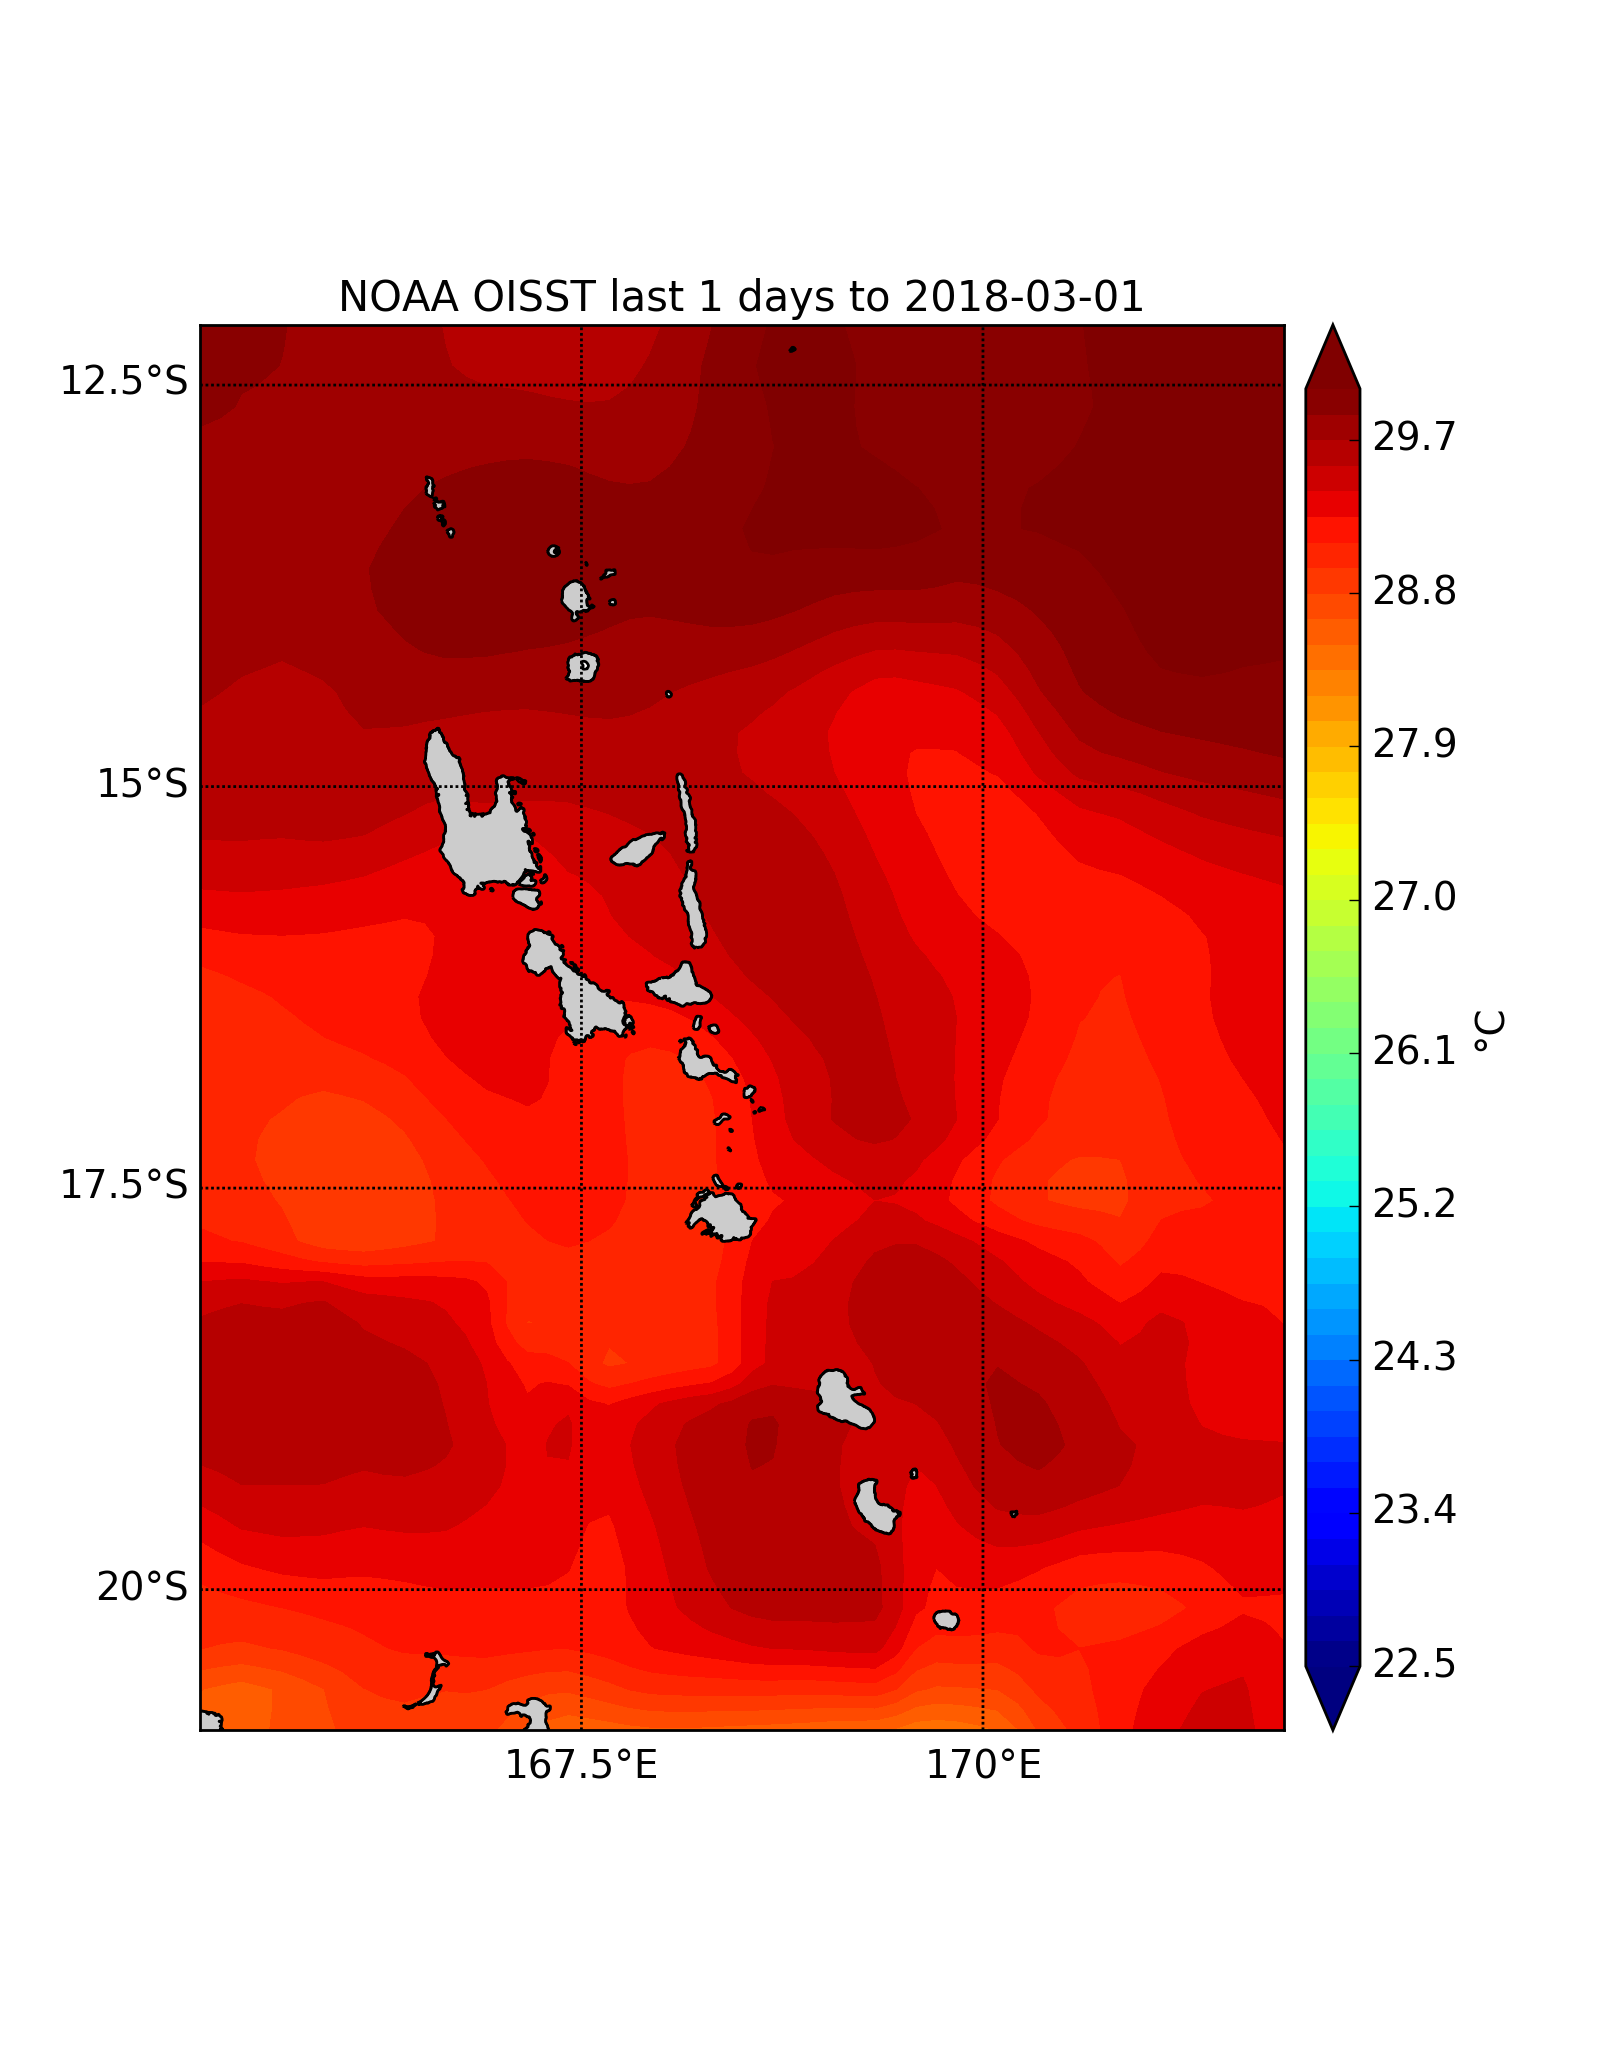 NOAA OISST last 1 days to 2018-03-01
12.5°S
15°S
17.5°S
20°S
167.5°E
170°E
29.7
28.8
27.9
27.0
26.1
25.2
24.3
23.4
22.5
°C